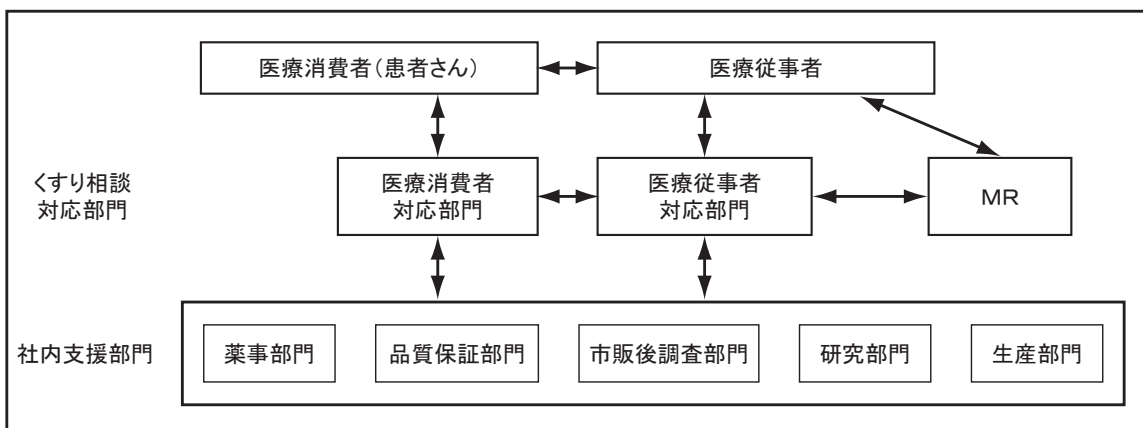 医療消費者(患者さん)
医療従事者
くすり相談
対応部門
医療消費者
対応部門
医療従事者
対応部門
MR
社内支援部門
薬事部門
品質保証部門
市販後調査部門
研究部門
生産部門